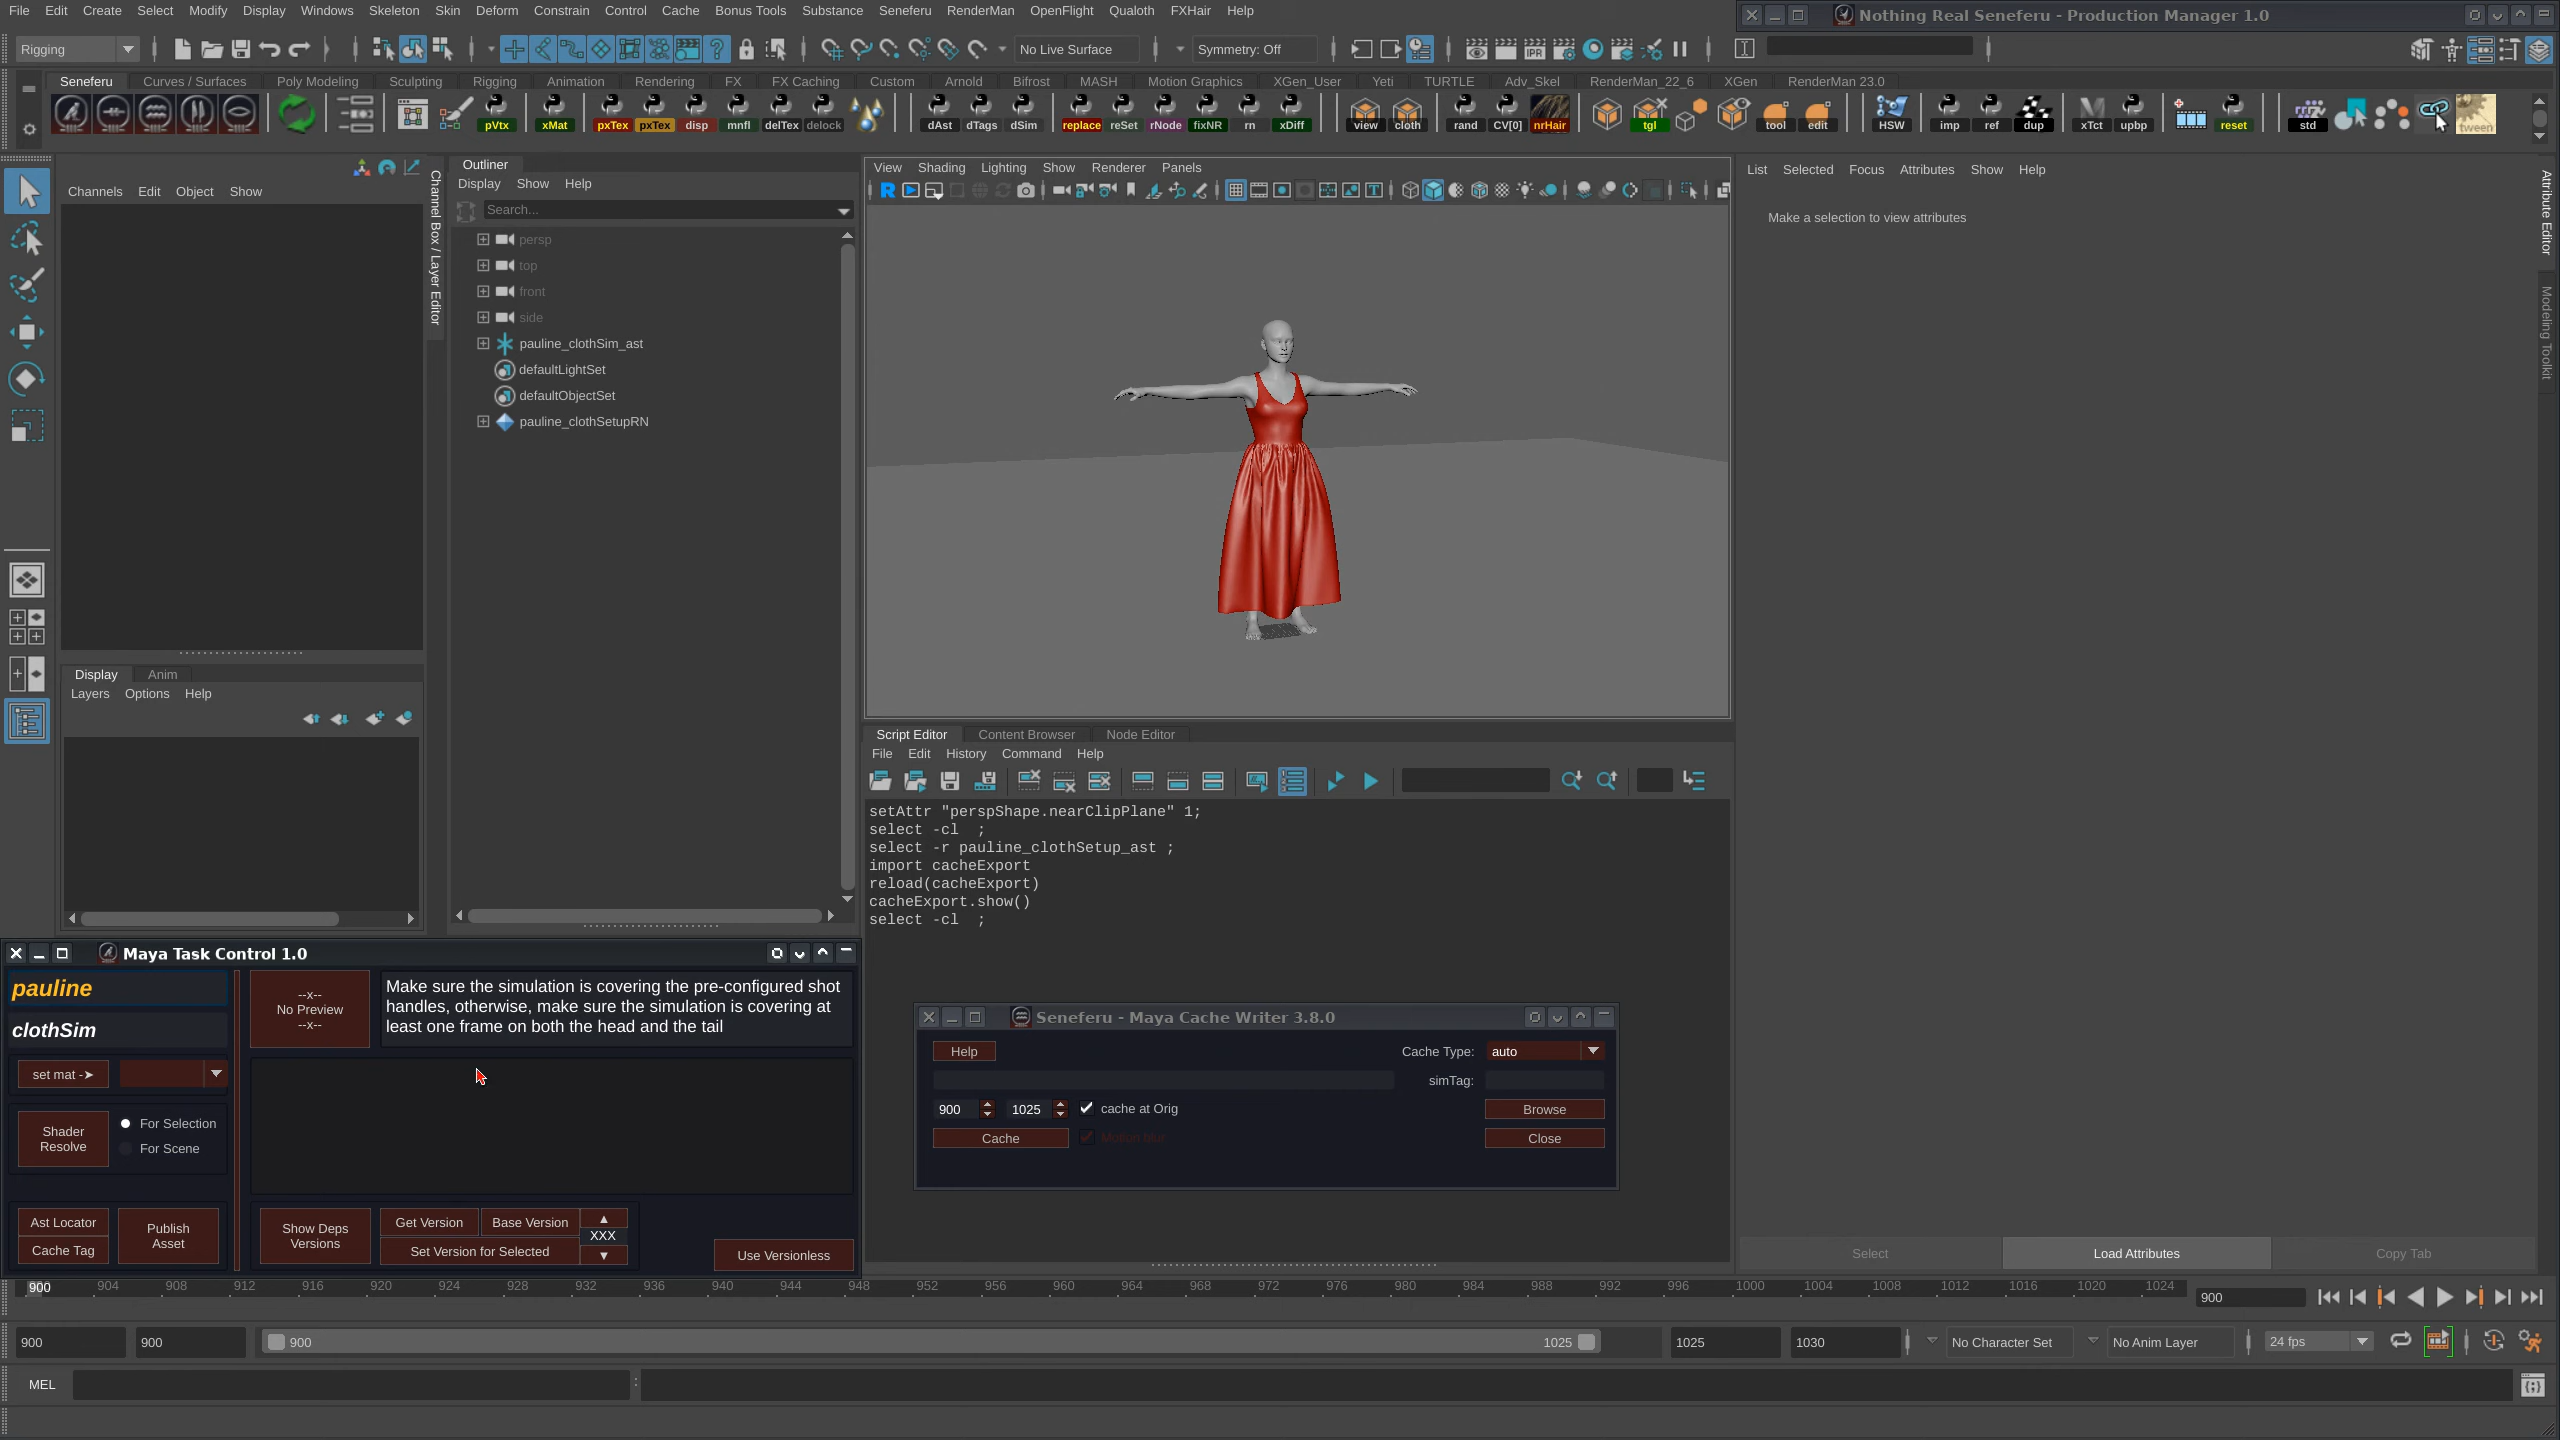 File Edit Create Select Modify Display Windows Skeleton Skin Deform Constrain Control Cache Bonus Tools Substance Seneferu RenderMan OpenFlight Qualoth FXHair Help
Nothing Real Seneferu - Production Manager 1.0
Rigging
No Live Surface
Symmetry: Off
IPR
Seneferu Curves / Surfaces Poly Modeling Sculpting Rigging Animation Rendering FX FX Caching Custom Arnold Bifrost MASH Motion Graphics XGen_User Yeti TURTLE Adv_Skel RenderMan_22_6 XGen RenderMan 23.0
pVtx xMat pxTex pxTex disp mnfl delTex delock dAst dTags dSim replace reSet rNode fixNR rn xDiff view cloth rand CV[0] nrHair tgl tool edit HSW imp ref dup xTct upbp reset std tween
Channels Edit Object Show
Channel Box / Layer Editor
Outliner
Display Show Help
Search...
persp
top
front
side
pauline_clothSim_ast
defaultLightSet
defaultObjectSet
pauline_clothSetupRN
View Shading Lighting Show Renderer Panels
List Selected Focus Attributes Show Help
Make a selection to view attributes
Attribute Editor
Modeling Toolkit
Display Anim
Layers Options Help
Script Editor Content Browser Node Editor
File Edit History Command Help
setAttr "perspShape.nearClipPlane" 1;
select -cl  ;
select -r pauline_clothSetup_ast ;
import cacheExport
reload(cacheExport)
cacheExport.show()
select -cl  ;
Maya Task Control 1.0
pauline
clothSim
--x--
No Preview
--x--
Make sure the simulation is covering the pre-configured shot
handles, otherwise, make sure the simulation is covering at
least one frame on both the head and the tail
set mat ->
Shader
Resolve
For Selection
For Scene
Ast Locator
Cache Tag
Publish
Asset
Show Deps
Versions
Get Version
Base Version
Set Version for Selected
XXX
Use Versionless
Seneferu - Maya Cache Writer 3.8.0
Help
Cache Type: auto
simTag:
900 1025 cache at Orig
Browse
Cache
Motion blur
Close
Select
Load Attributes
Copy Tab
900 904 908 912 916 920 924 928 932 936 940 944 948 952 956 960 964 968 972 976 980 984 988 992 996 1000 1004 1008 1012 1016 1020 1024
900
900 900 900 1025 1025 1030 No Character Set No Anim Layer 24 fps
MEL